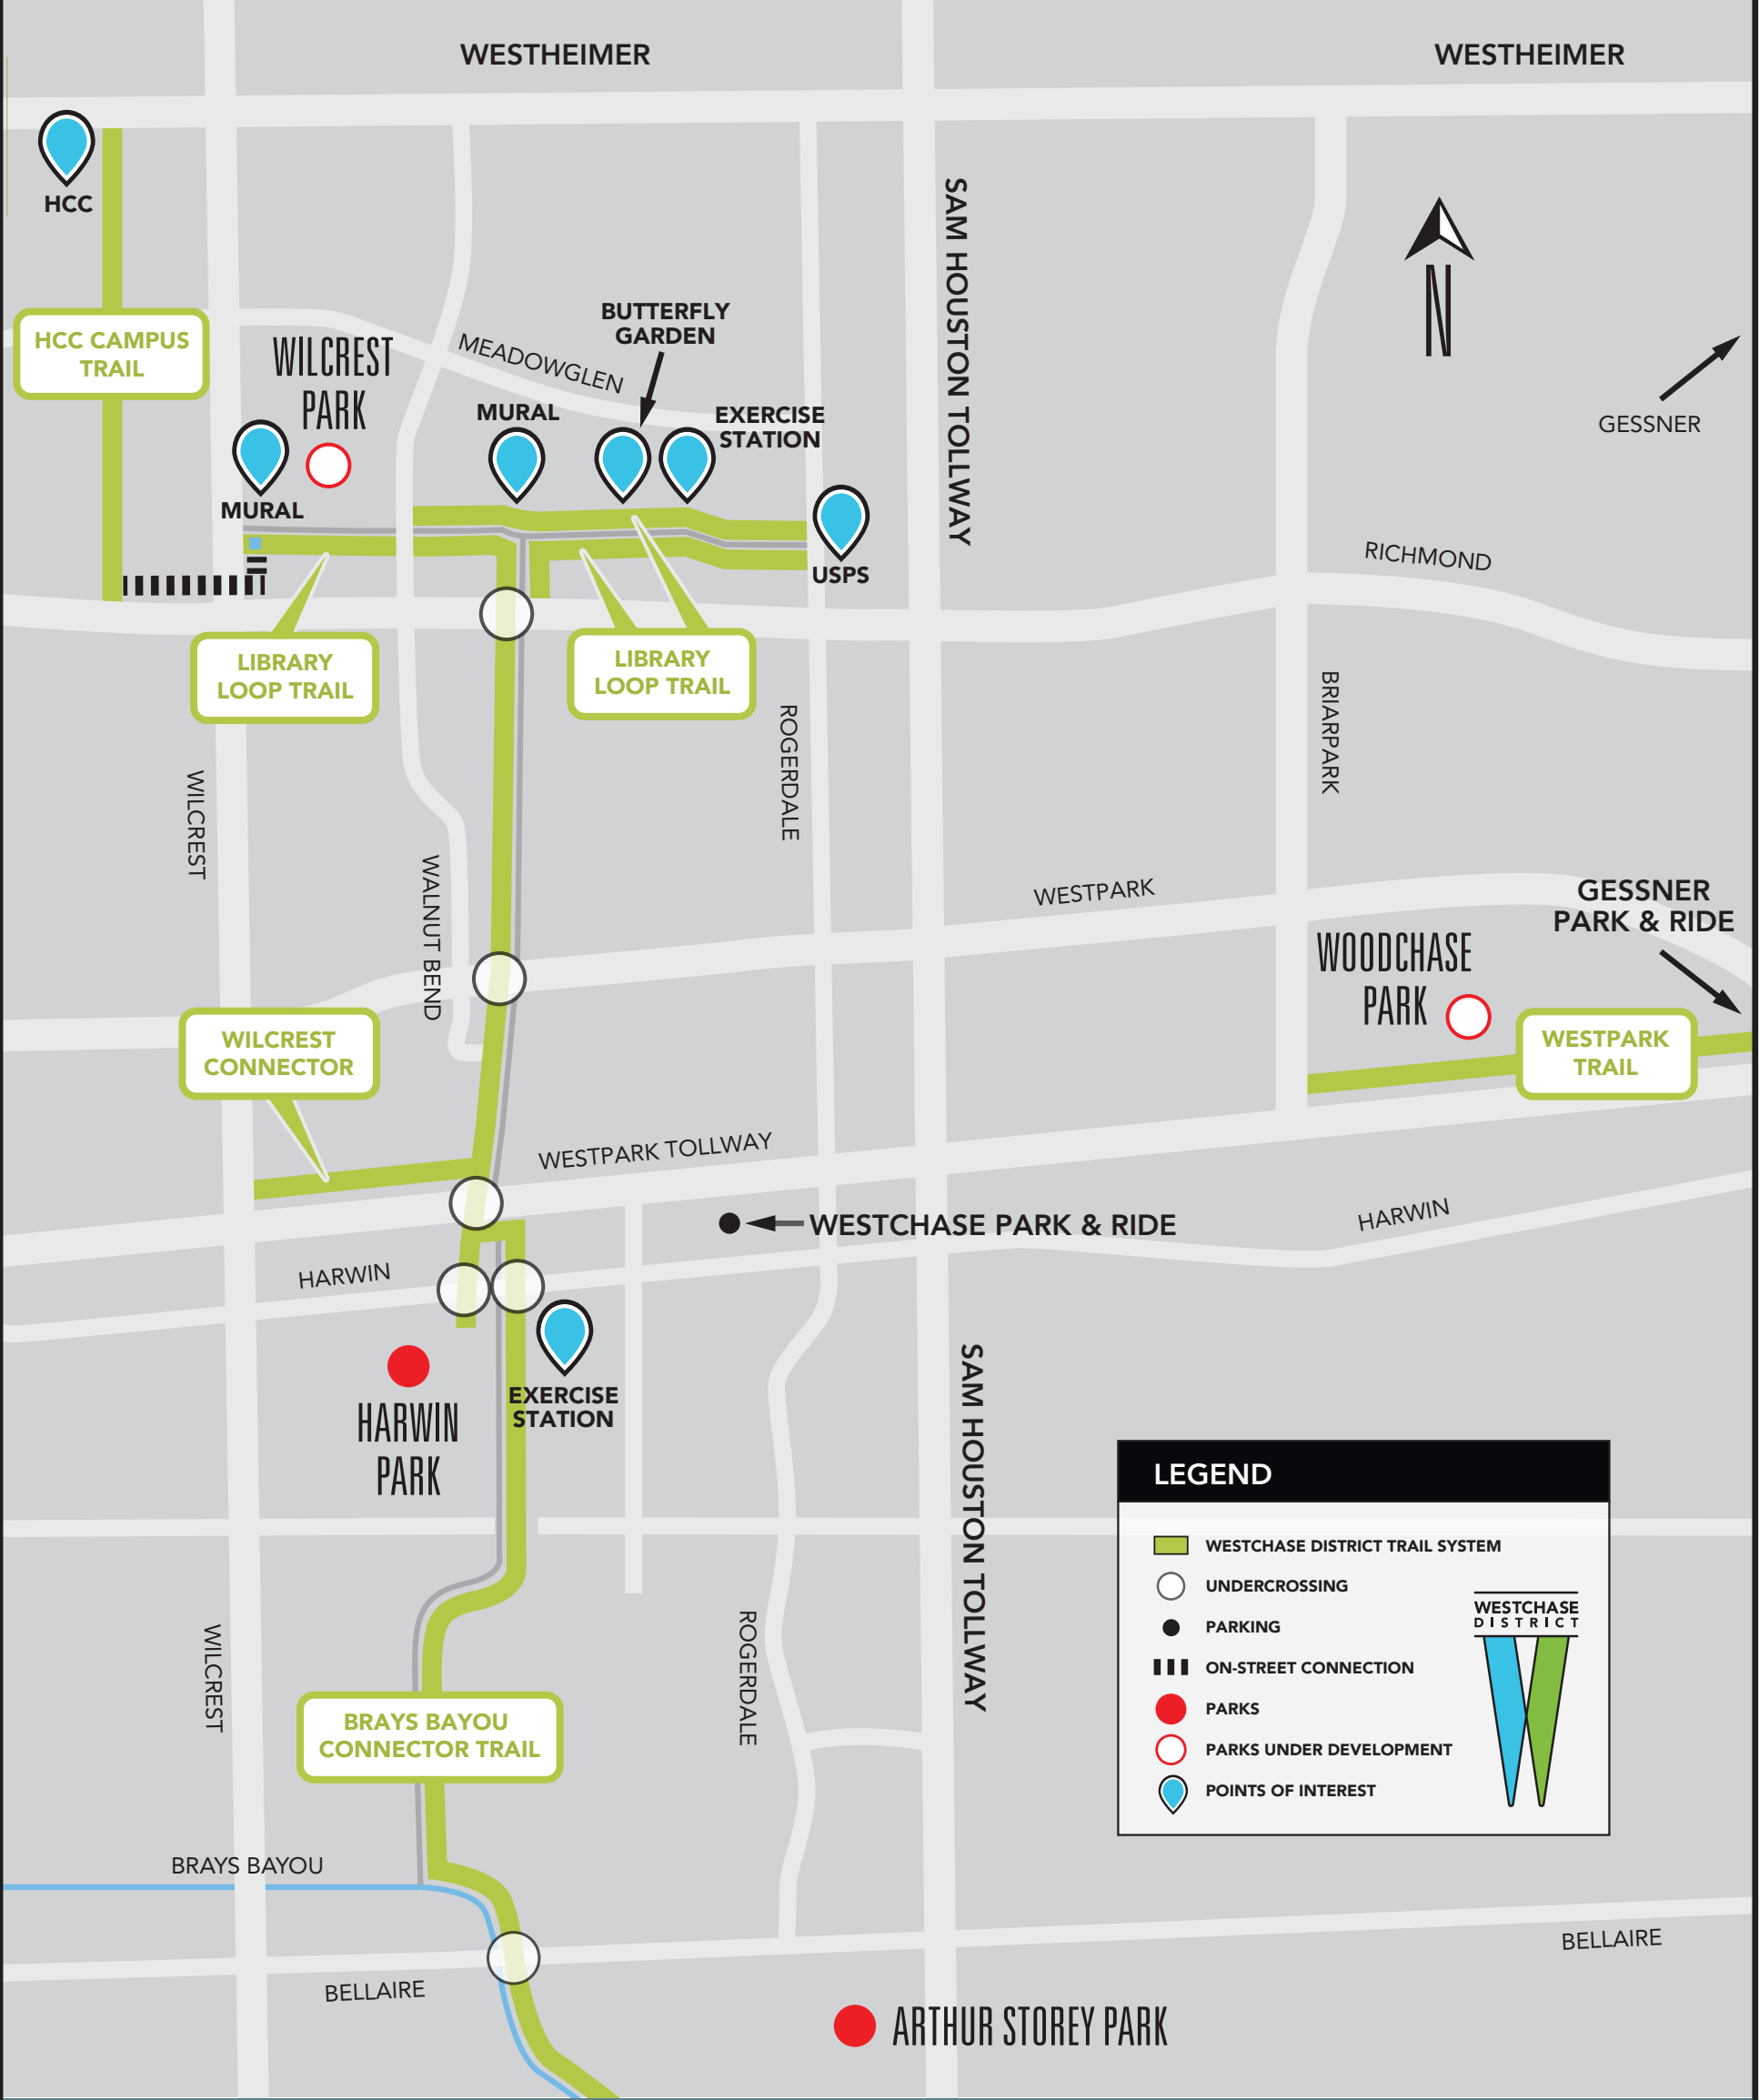 WESTHEIMER
WESTHEIMER
HCC
SAM HOUSTON TOLLWAY
HCC CAMPUS
TRAIL
WILCREST
PARK
MEADOWGLEN
BUTTERFLY
GARDEN
N
GESSNER
MURAL
EXERCISE
STATION
MURAL
USPS
RICHMOND
LIBRARY
LOOP TRAIL
LIBRARY
LOOP TRAIL
WILCREST
WALNUT BEND
ROGERDALE
BRIARPARK
WESTPARK
GESSNER
PARK & RIDE
WOODCHASE
PARK
WILCREST
CONNECTOR
WESTPARK
TRAIL
WESTPARK TOLLWAY
WESTCHASE PARK & RIDE
HARWIN
HARWIN
EXERCISE
STATION
HARWIN
PARK
SAM HOUSTON TOLLWAY
LEGEND
WESTCHASE DISTRICT TRAIL SYSTEM
UNDERCROSSING
PARKING
ON-STREET CONNECTION
PARKS
PARKS UNDER DEVELOPMENT
POINTS OF INTEREST
WESTCHASE
DISTRICT
WILCREST
ROGERDALE
BRAYS BAYOU
CONNECTOR TRAIL
BRAYS BAYOU
BELLAIRE
BELLAIRE
ARTHUR STOREY PARK